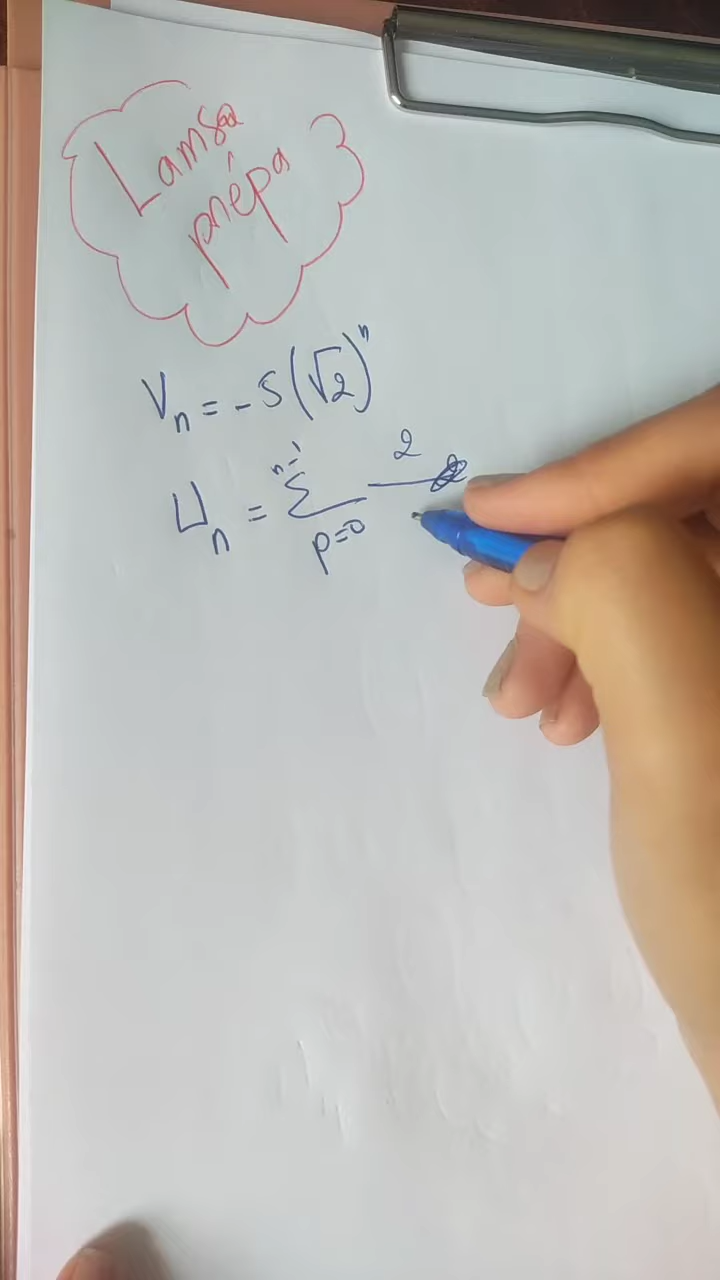 Lamsa
prépa
Vn = -5(√2)^n
Un = Σ_{p=0}^{n-1} 2/